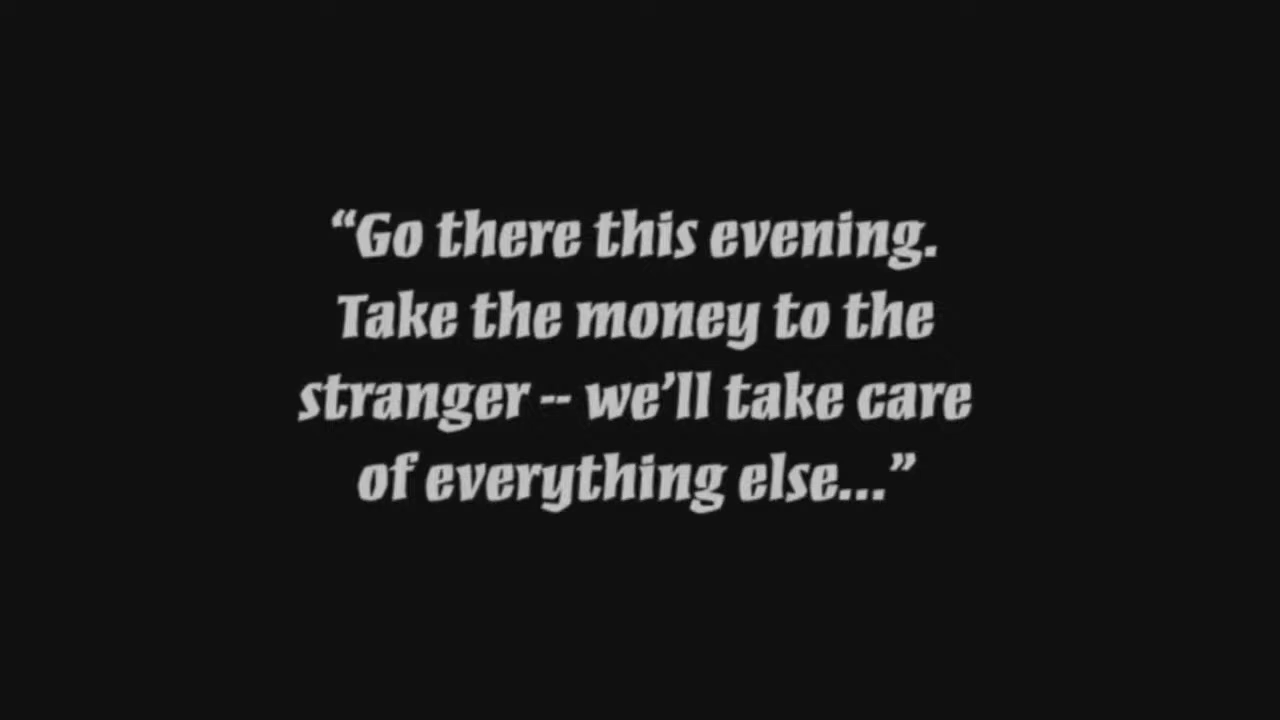 “Go there this evening.
Take the money to the
stranger -- we’ll take care
of everything else...”